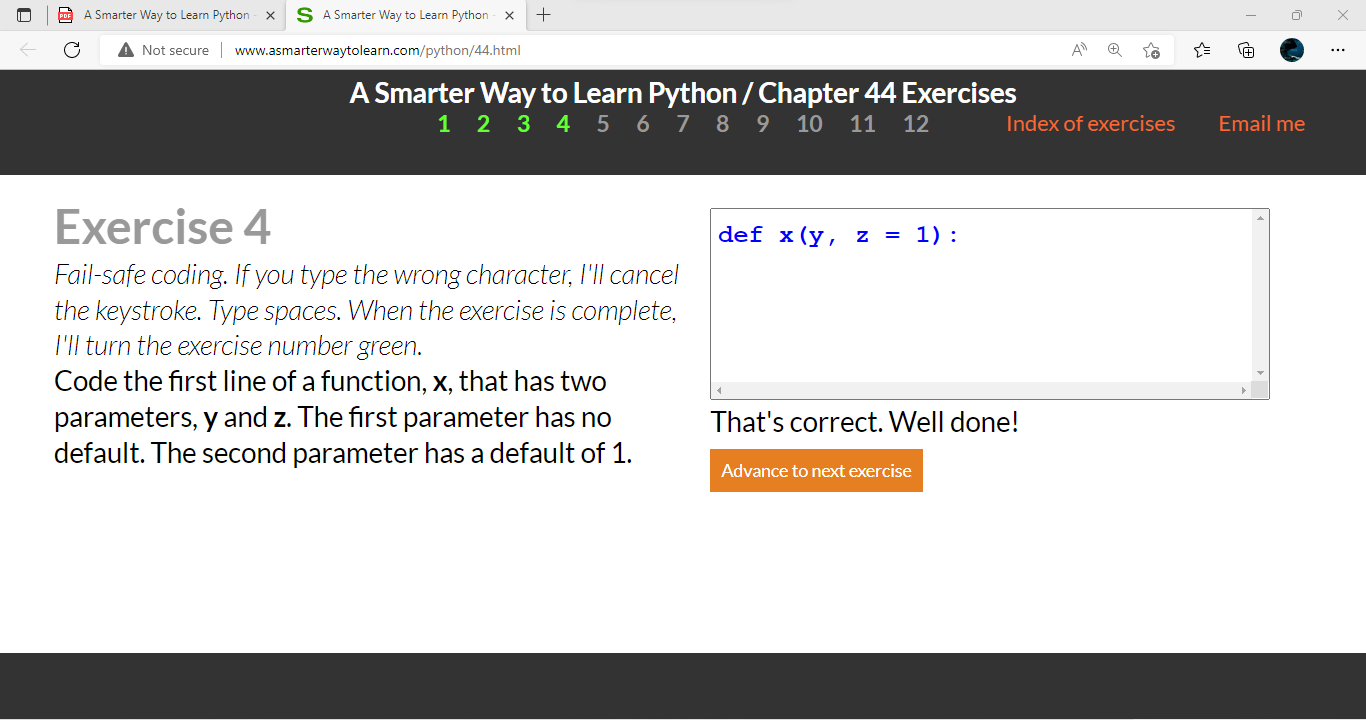 A Smarter Way to Learn Python -
A Smarter Way to Learn Python -
Not secure
www.asmarterwaytolearn.com/python/44.html
A Smarter Way to Learn Python / Chapter 44 Exercises
1 2 3 4 5 6 7 8 9 10 11 12 Index of exercises Email me
Exercise 4
Fail-safe coding. If you type the wrong character, I'll cancel
the keystroke. Type spaces. When the exercise is complete,
I'll turn the exercise number green.
Code the first line of a function, x, that has two
parameters, y and z. The first parameter has no
default. The second parameter has a default of 1.
def x(y, z = 1):
That's correct. Well done!
Advance to next exercise